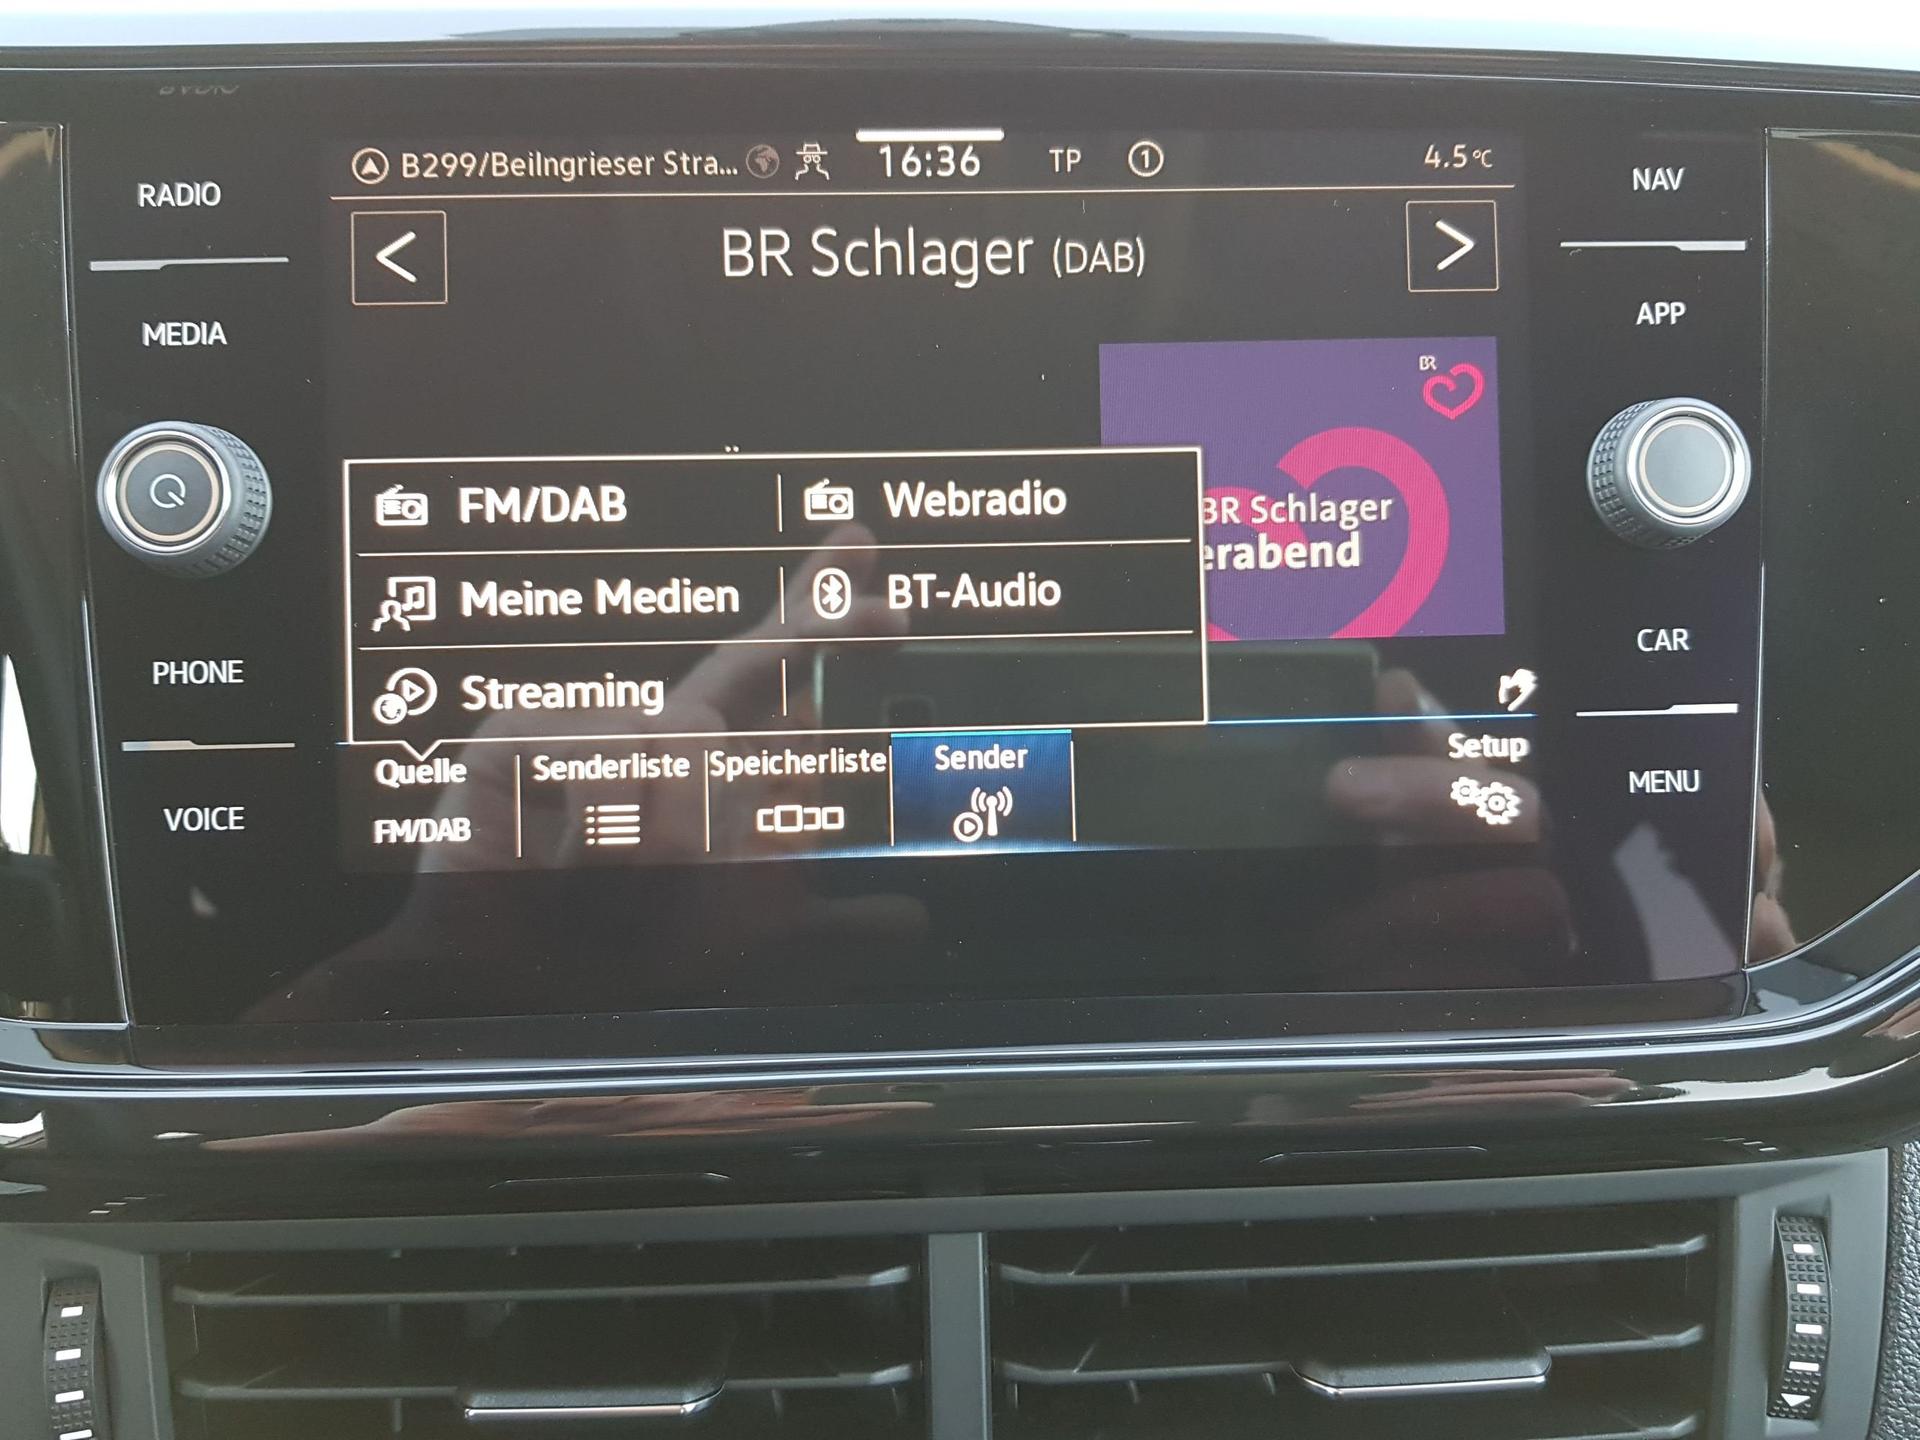 B299/Beilngrieser Stra...
16:36
TP
1
4.5°C
RADIO
MEDIA
PHONE
VOICE
NAV
APP
CAR
MENU
BR Schlager (DAB)
BR
BR Schlager
erabend
FM/DAB
Webradio
Meine Medien
BT-Audio
Streaming
Quelle
FM/DAB
Senderliste
Speicherliste
Sender
Setup